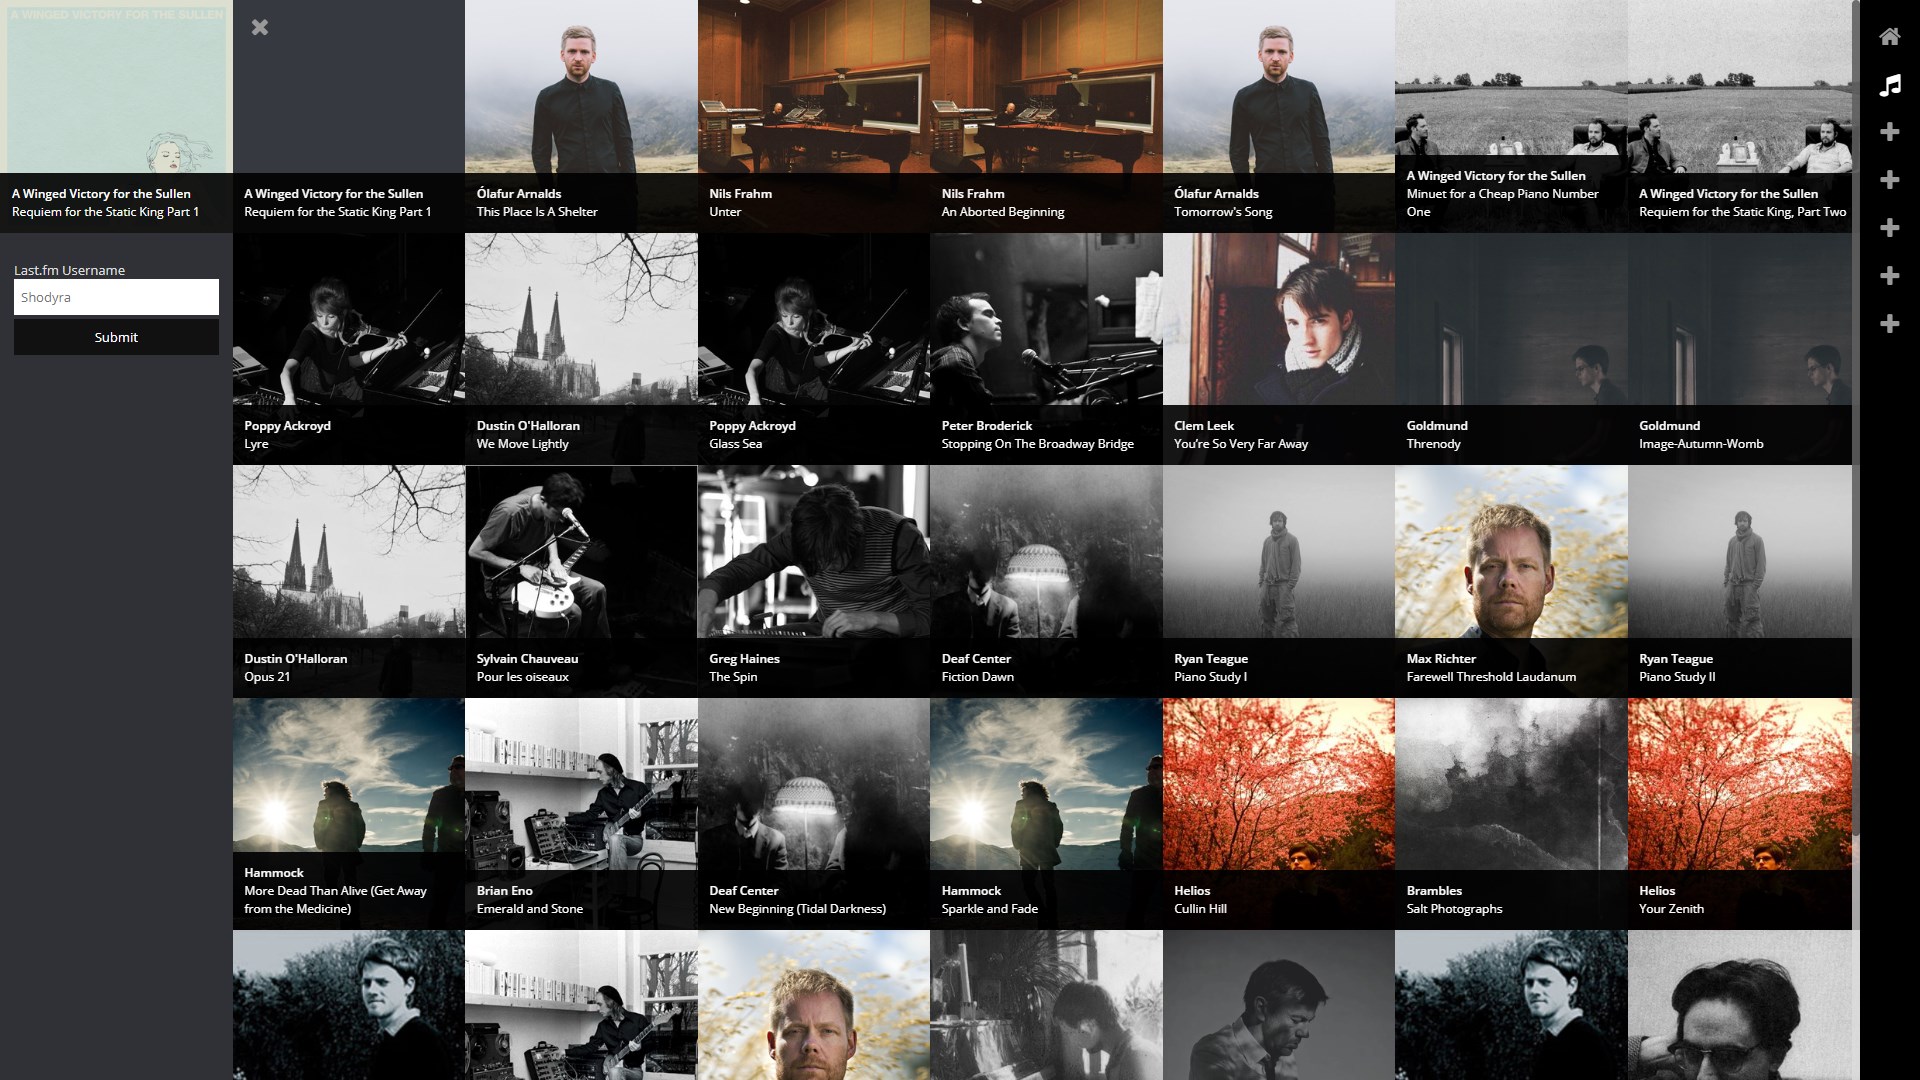 A WINGED VICTORY FOR THE SULLEN
A Winged Victory for the Sullen
Requiem for the Static King Part 1
Last.fm Username
Shodyra
Submit
A Winged Victory for the Sullen
Requiem for the Static King Part 1
Ólafur Arnalds
This Place Is A Shelter
Nils Frahm
Unter
Nils Frahm
An Aborted Beginning
Ólafur Arnalds
Tomorrow's Song
A Winged Victory for the Sullen
Minuet for a Cheap Piano Number
One
A Winged Victory for the Sullen
Requiem for the Static King, Part Two
Poppy Ackroyd
Lyre
Dustin O'Halloran
We Move Lightly
Poppy Ackroyd
Glass Sea
Peter Broderick
Stopping On The Broadway Bridge
Clem Leek
You're So Very Far Away
Goldmund
Threnody
Goldmund
Image-Autumn-Womb
Dustin O'Halloran
Opus 21
Sylvain Chauveau
Pour les oiseaux
Greg Haines
The Spin
Deaf Center
Fiction Dawn
Ryan Teague
Piano Study I
Max Richter
Farewell Threshold Laudanum
Ryan Teague
Piano Study II
Hammock
More Dead Than Alive (Get Away
from the Medicine)
Brian Eno
Emerald and Stone
Deaf Center
New Beginning (Tidal Darkness)
Hammock
Sparkle and Fade
Helios
Cullin Hill
Brambles
Salt Photographs
Helios
Your Zenith